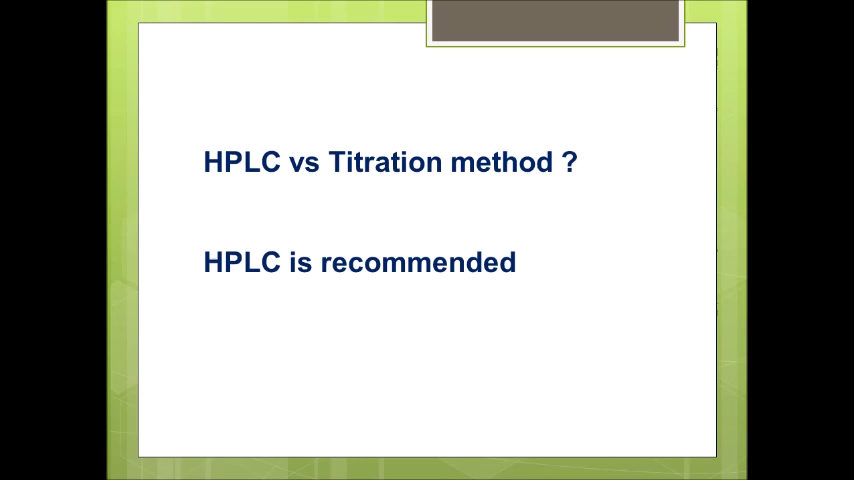 HPLC vs Titration method ?
HPLC is recommended